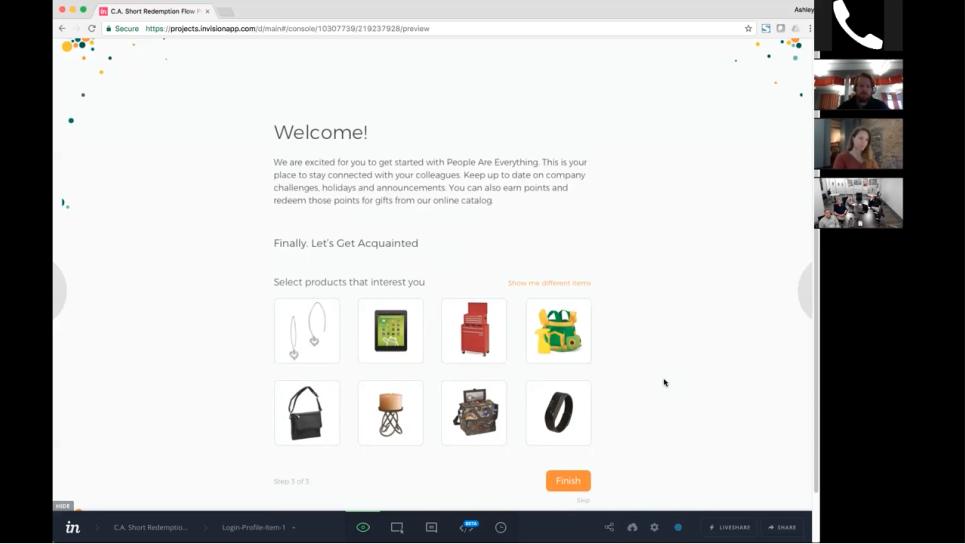 C.A. Short Redemption Flow P
Ashley
Secure
https://projects.invisionapp.com/d/main#/console/10307739/219237928/preview
Welcome!
We are excited for you to get started with People Are Everything. This is your
place to stay connected with your colleagues. Keep up to date on company
challenges, holidays and announcements. You can also earn points and
redeem those points for gifts from our online catalog.
Finally. Let's Get Acquainted
Select products that interest you
Show me different items
Step 3 of 3
Finish
Skip
HIDE
in
C.A. Short Redemptio...
Login-Profile-Item-1
BETA
LIVESHARE
SHARE